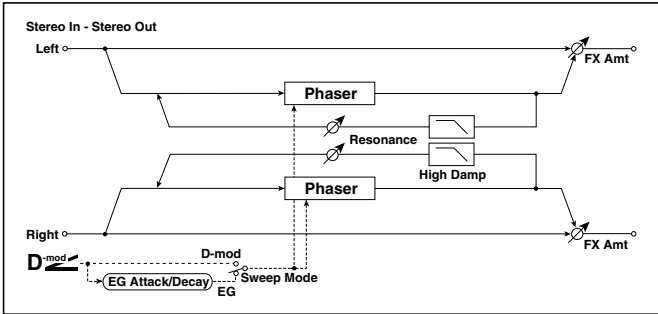 Stereo In - Stereo Out
Left
FX Amt
Phaser
Resonance
High Damp
Phaser
Right
FX Amt
D-mod
D-mod
Sweep Mode
EG Attack/Decay
EG